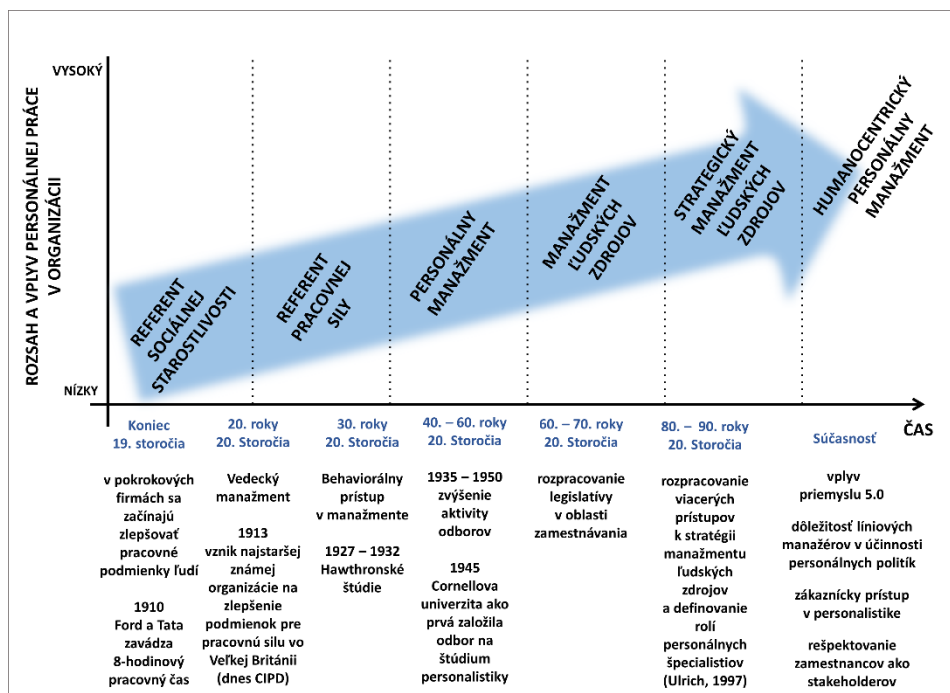 ROZSAH A VPLYV PERSONÁLNEJ PRÁCE
V ORGANIZÁCII
VYSOKÝ
NÍZKY
REFERENT
SOCIÁLNEJ
STAROSTLIVOSTI
REFERENT
PRACOVNEJ
SILY
PERSONÁLNY
MANAŽMENT
MANAŽMENT
ĽUDSKÝCH
ZDROJOV
STRATEGICKÝ
MANAŽMENT
ĽUDSKÝCH
ZDROJOV
HUMANOCENTRICKÝ
PERSONÁLNY
MANAŽMENT
ČAS
Koniec
19. storočia
v pokrokových
firmách sa
začínajú
zlepšovať
pracovné
podmienky ľudí
1910
Ford a Tata
zavádza
8-hodinový
pracovný čas
20. roky
20. Storočia
Vedecký
manažment
1913
vznik najstaršej
známej
organizácie na
zlepšenie
podmienok pre
pracovnú silu vo
Veľkej Británii
(dnes CIPD)
30. roky
20. Storočia
Behaviorálny
prístup
v manažmente
1927 – 1932
Hawthronské
štúdie
40. – 60. roky
20. Storočia
1935 – 1950
zvýšenie
aktivity
odborov
1945
Cornellova
univerzita ako
prvá založila
odbor na
štúdium
personalistiky
60. – 70. roky
20. Storočia
rozpracovanie
legislatívy
v oblasti
zamestnávania
80. – 90. roky
20. Storočia
rozpracovanie
viacerých
prístupov
k stratégii
manažmentu
ľudských
zdrojov
a definovanie
rolí
personálnych
špecialistiov
(Ulrich, 1997)
Súčasnosť
vplyv
priemyslu 5.0
dôležitosť líniových
manažérov v účinnosti
personálnych politík
zákaznícky prístup
v personalistike
rešpektovanie
zamestnancov ako
stakeholderov